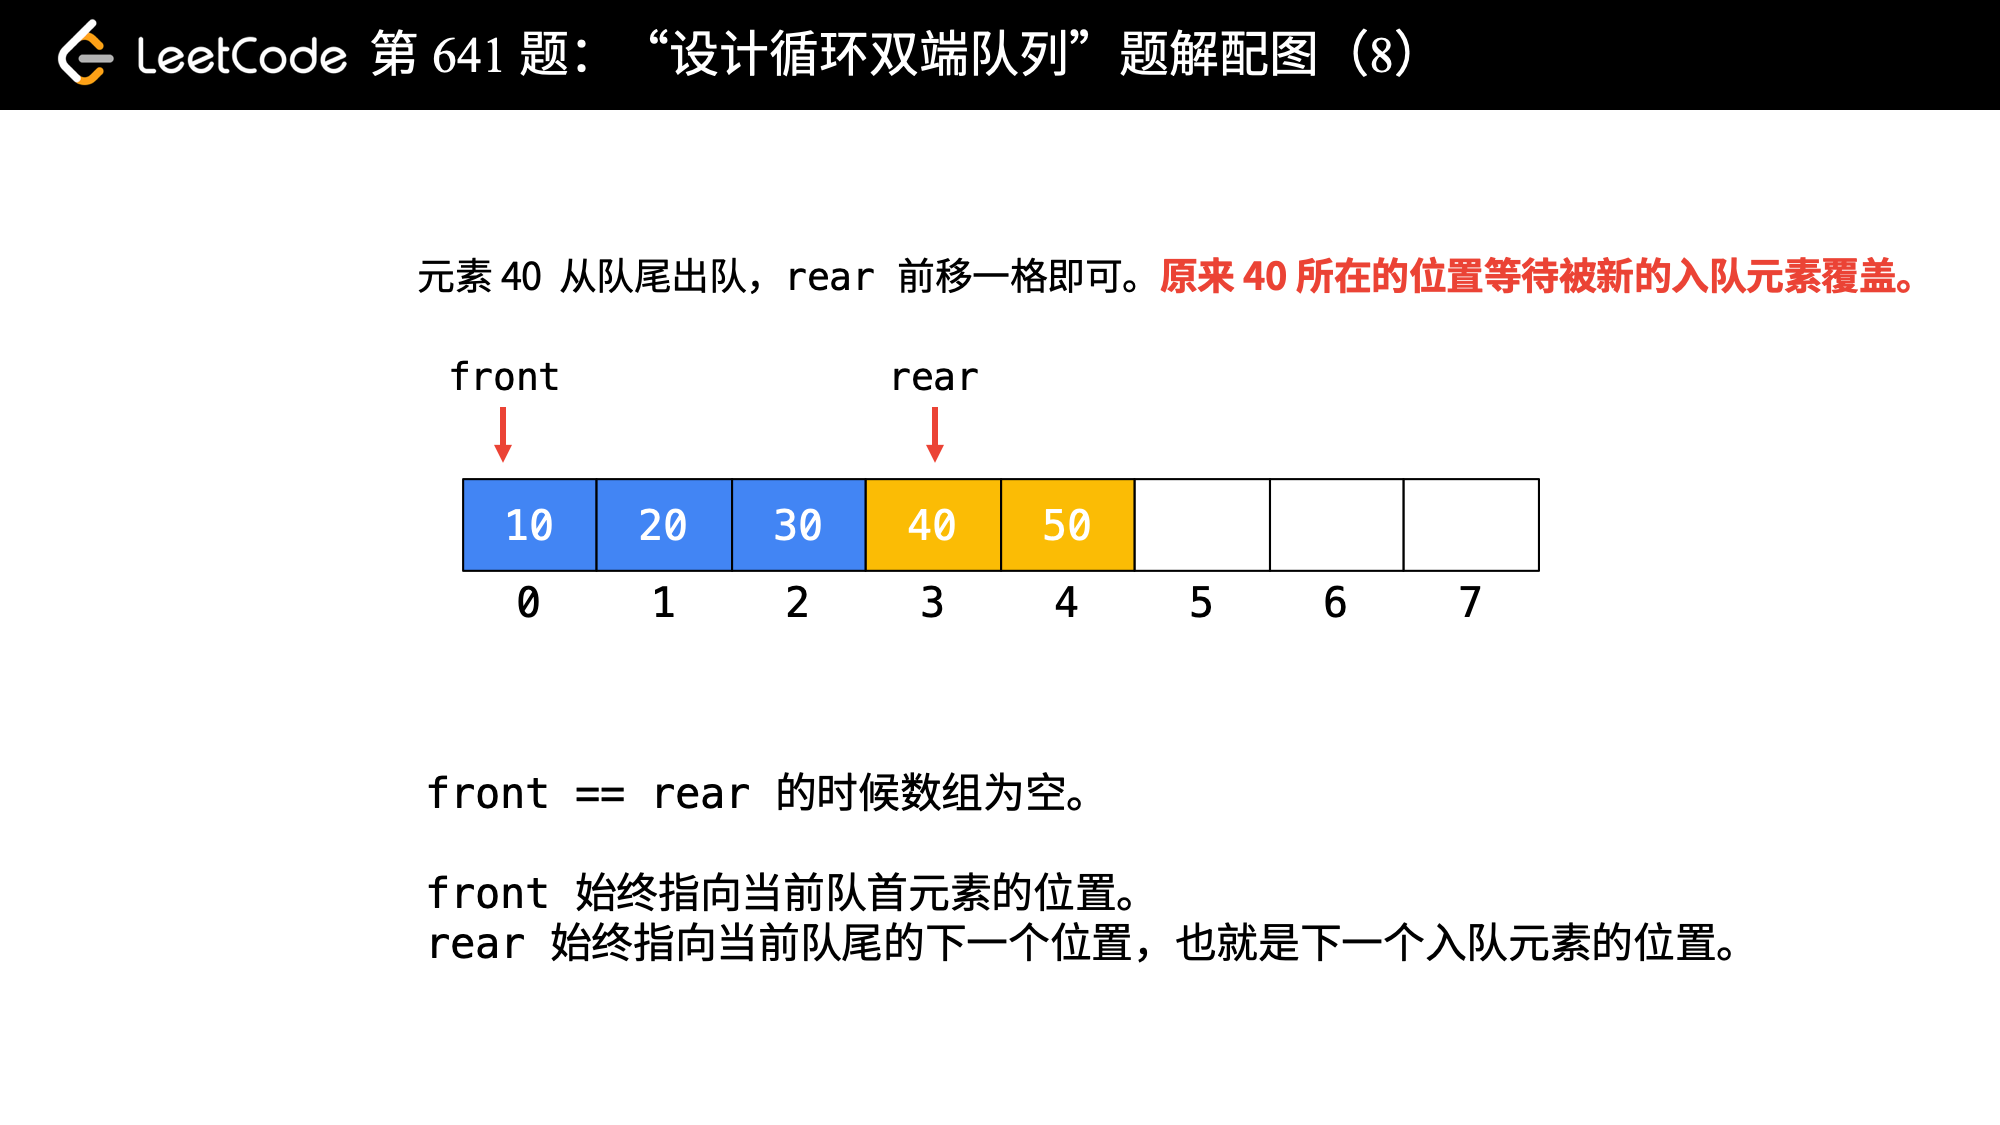 LeetCode 第 641 题：“设计循环双端队列”题解配图（8）
元素 40 从队尾出队，rear 前移一格即可。原来 40 所在的位置等待被新的入队元素覆盖。
front rear
10 20 30 40 50
0 1 2 3 4 5 6 7
front == rear 的时候数组为空。
front 始终指向当前队首元素的位置。
rear 始终指向当前队尾的下一个位置，也就是下一个入队元素的位置。